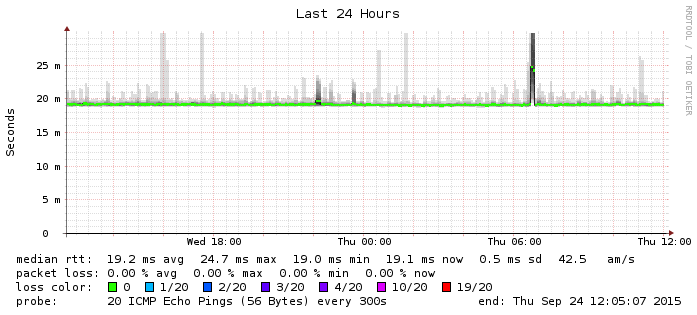 Last 24 Hours
RRDTOOL / TOBI OETIKER
Seconds
25 m
20 m
15 m
10 m
5 m
0
Wed 18:00 Thu 00:00 Thu 06:00 Thu 12:00
median rtt: 19.2 ms avg 24.7 ms max 19.0 ms min 19.1 ms now 0.5 ms sd 42.5 am/s
packet loss: 0.00 % avg 0.00 % max 0.00 % min 0.00 % now
loss color: 0 1/20 2/20 3/20 4/20 10/20 19/20
probe: 20 ICMP Echo Pings (56 Bytes) every 300s end: Thu Sep 24 12:05:07 2015